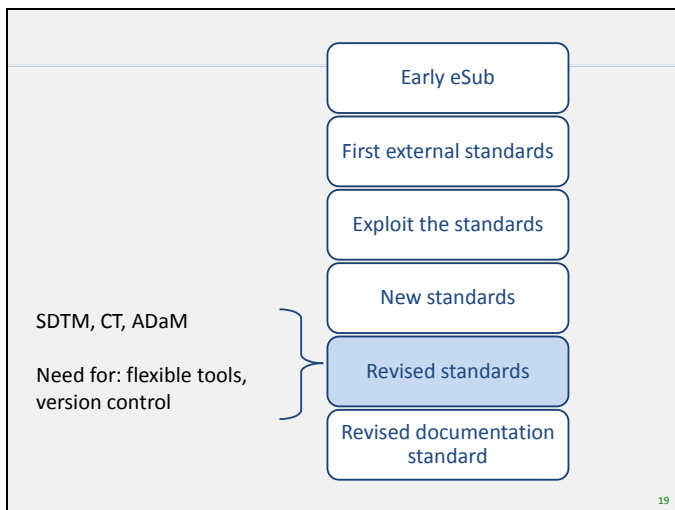 Early eSub
First external standards
Exploit the standards
New standards
SDTM, CT, ADaM
Need for: flexible tools,
version control
Revised standards
Revised documentation
standard
19